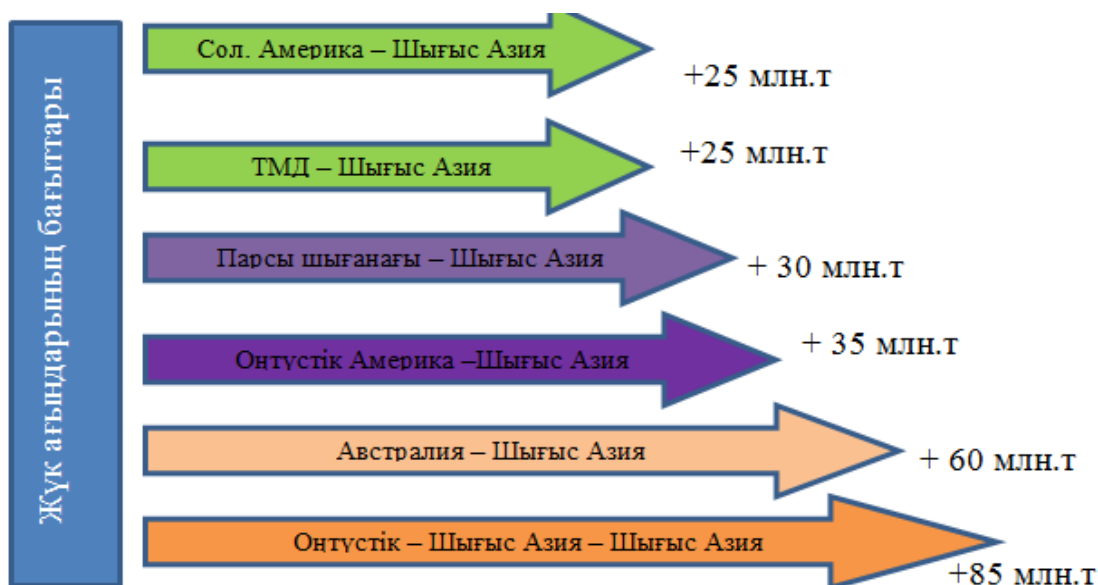 Жүк ағындарының бағыттары
Сол. Америка – Шығыс Азия
+25 млн.т
ТМД – Шығыс Азия
+25 млн.т
Парсы шығанағы – Шығыс Азия
+ 30 млн.т
Оңтүстік Америка –Шығыс Азия
+ 35 млн.т
Австралия – Шығыс Азия
+ 60 млн.т
Оңтүстік – Шығыс Азия – Шығыс Азия
+85 млн.т